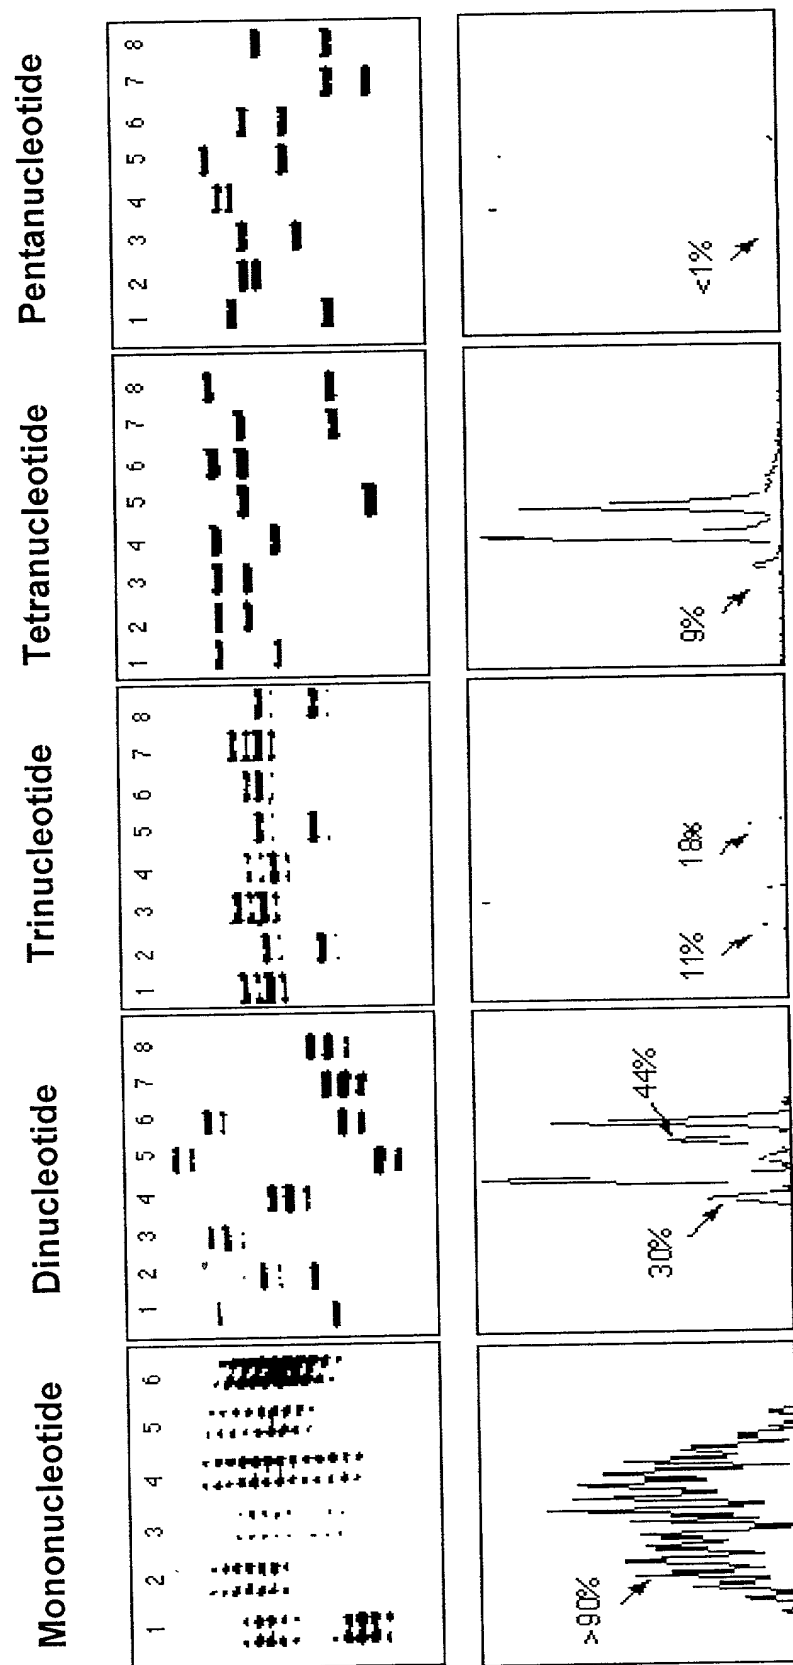 Mononucleotide
1 2 3 4 5 6
>90%
Dinucleotide
1 2 3 4 5 6 7 8
30%
44%
Trinucleotide
1 2 3 4 5 6 7 8
11%
18%
Tetranucleotide
1 2 3 4 5 6 7 8
9%
Pentanucleotide
1 2 3 4 5 6 7 8
<1%